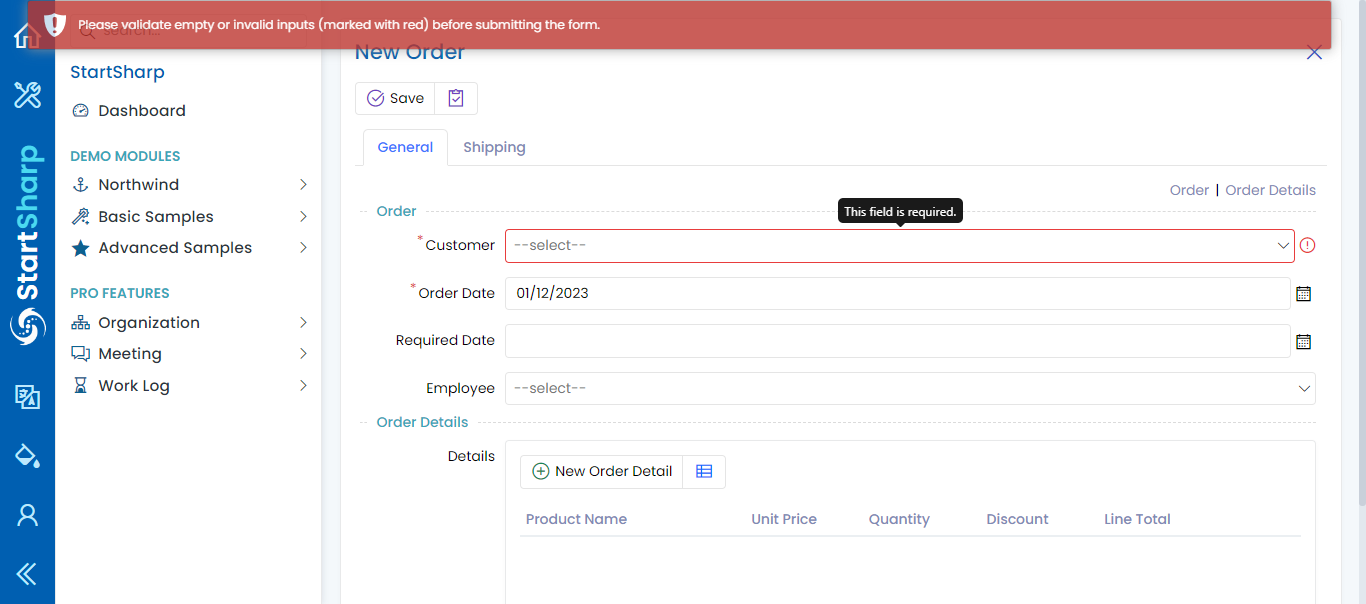 Please validate empty or invalid inputs (marked with red) before submitting the form.
search...
StartSharp
StartSharp
Dashboard
DEMO MODULES
Northwind
Basic Samples
Advanced Samples
PRO FEATURES
Organization
Meeting
Work Log
New Order
Save
General
Shipping
Order | Order Details
Order
This field is required.
*Customer
--select--
*Order Date
01/12/2023
Required Date
Employee
--select--
Order Details
Details
New Order Detail
Product Name Unit Price Quantity Discount Line Total